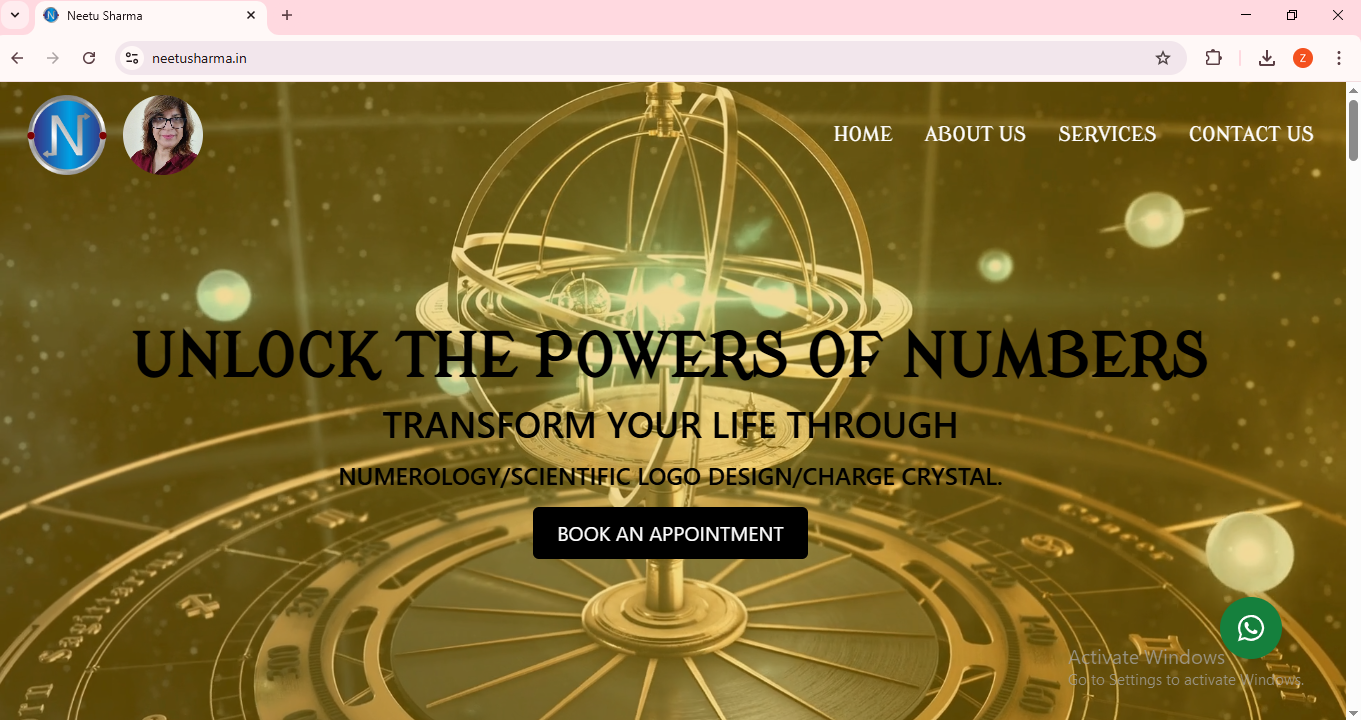 Neetu Sharma
neetusharma.in
Z
N
HOME ABOUT US SERVICES CONTACT US
UNLOCK THE POWERS OF NUMBERS
TRANSFORM YOUR LIFE THROUGH
NUMEROLOGY/SCIENTIFIC LOGO DESIGN/CHARGE CRYSTAL.
BOOK AN APPOINTMENT
Activate Windows
Go to Settings to activate Windows.